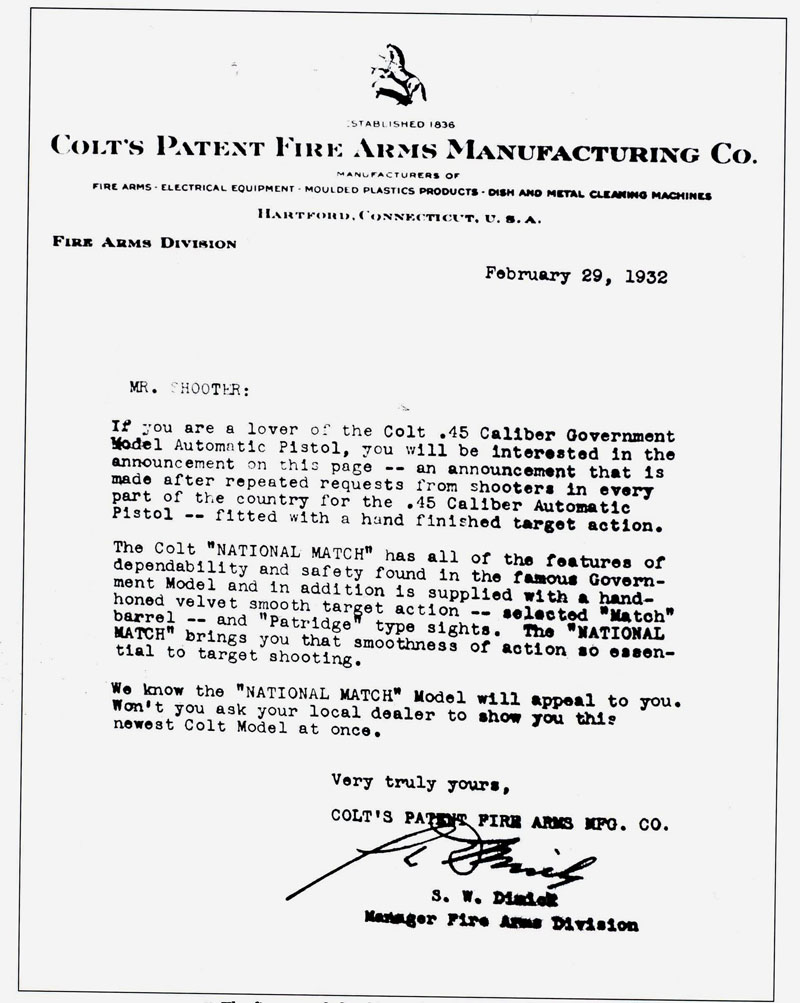 ESTABLISHED 1836
COLT'S PATENT FIRE ARMS MANUFACTURING CO.
MANUFACTURERS OF
FIRE ARMS · ELECTRICAL EQUIPMENT · MOULDED PLASTICS PRODUCTS · DISH AND METAL CLEANING MACHINES
HARTFORD, CONNECTICUT, U. S. A.
FIRE ARMS DIVISION
February 29, 1932
MR. SHOOTER:
If you are a lover of the Colt .45 Caliber Government
Model Automatic Pistol, you will be interested in the
announcement on this page -- an announcement that is
made after repeated requests from shooters in every
part of the country for the .45 Caliber Automatic
Pistol -- fitted with a hand finished target action.
The Colt "NATIONAL MATCH" has all of the features of
dependability and safety found in the famous Govern-
ment Model and in addition is supplied with a hand-
honed velvet smooth target action -- selected "Match"
barrel -- and "Patridge" type sights. The "NATIONAL
MATCH" brings you that smoothness of action so essen-
tial to target shooting.
We know the "NATIONAL MATCH" Model will appeal to you.
Won't you ask your local dealer to show you this
newest Colt Model at once.
Very truly yours,
COLT'S PATENT FIRE ARMS MFG. CO.
S. W. Dimick
Manager Fire Arms Division